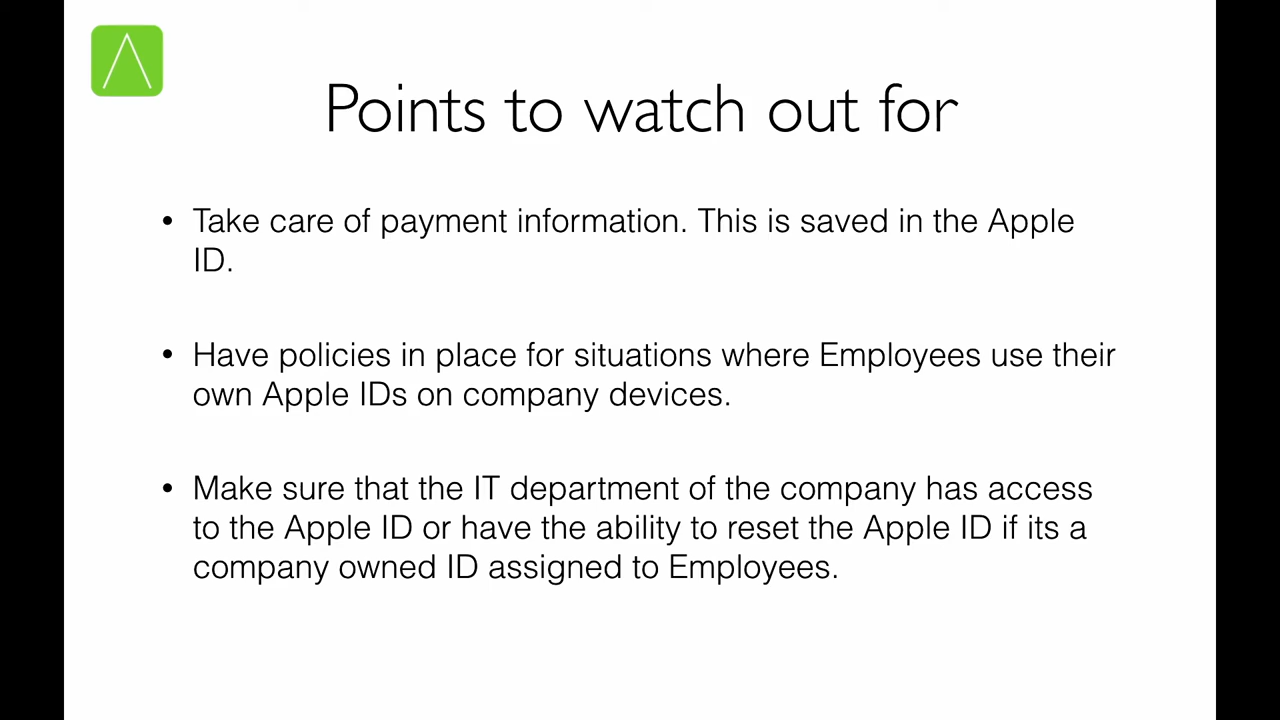 Points to watch out for
• Take care of payment information. This is saved in the Apple
ID.
• Have policies in place for situations where Employees use their
own Apple IDs on company devices.
• Make sure that the IT department of the company has access
to the Apple ID or have the ability to reset the Apple ID if its a
company owned ID assigned to Employees.